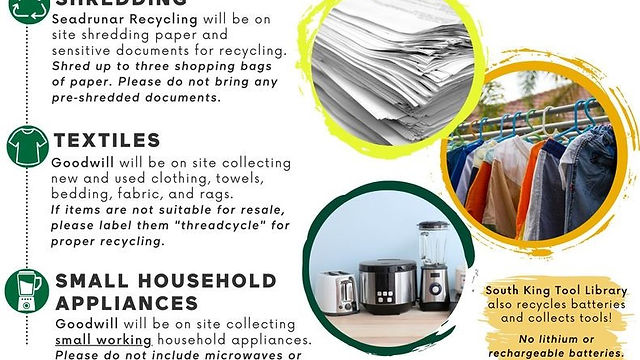 SHREDDING
Seadrunar Recycling will be on
site shredding paper and
sensitive documents for recycling.
Shred up to three shopping bags
of paper. Please do not bring any
pre-shredded documents.
TEXTILES
Goodwill will be on site collecting
new and used clothing, towels,
bedding, fabric, and rags.
If items are not suitable for resale,
please label them "threadcycle" for
proper recycling.
SMALL HOUSEHOLD
APPLIANCES
Goodwill will be on site collecting
small working household appliances.
Please do not include microwaves or
South King Tool Library
also recycles batteries
and collects tools!
No lithium or
rechargeable batteries.